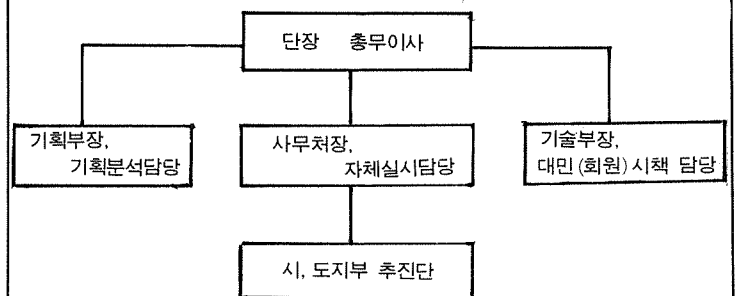 단장 총무이사
기획부장,
기획분석담당
사무처장,
자체실시담당
기술부장,
대민(회원)시책 담당
시, 도지부 추진단